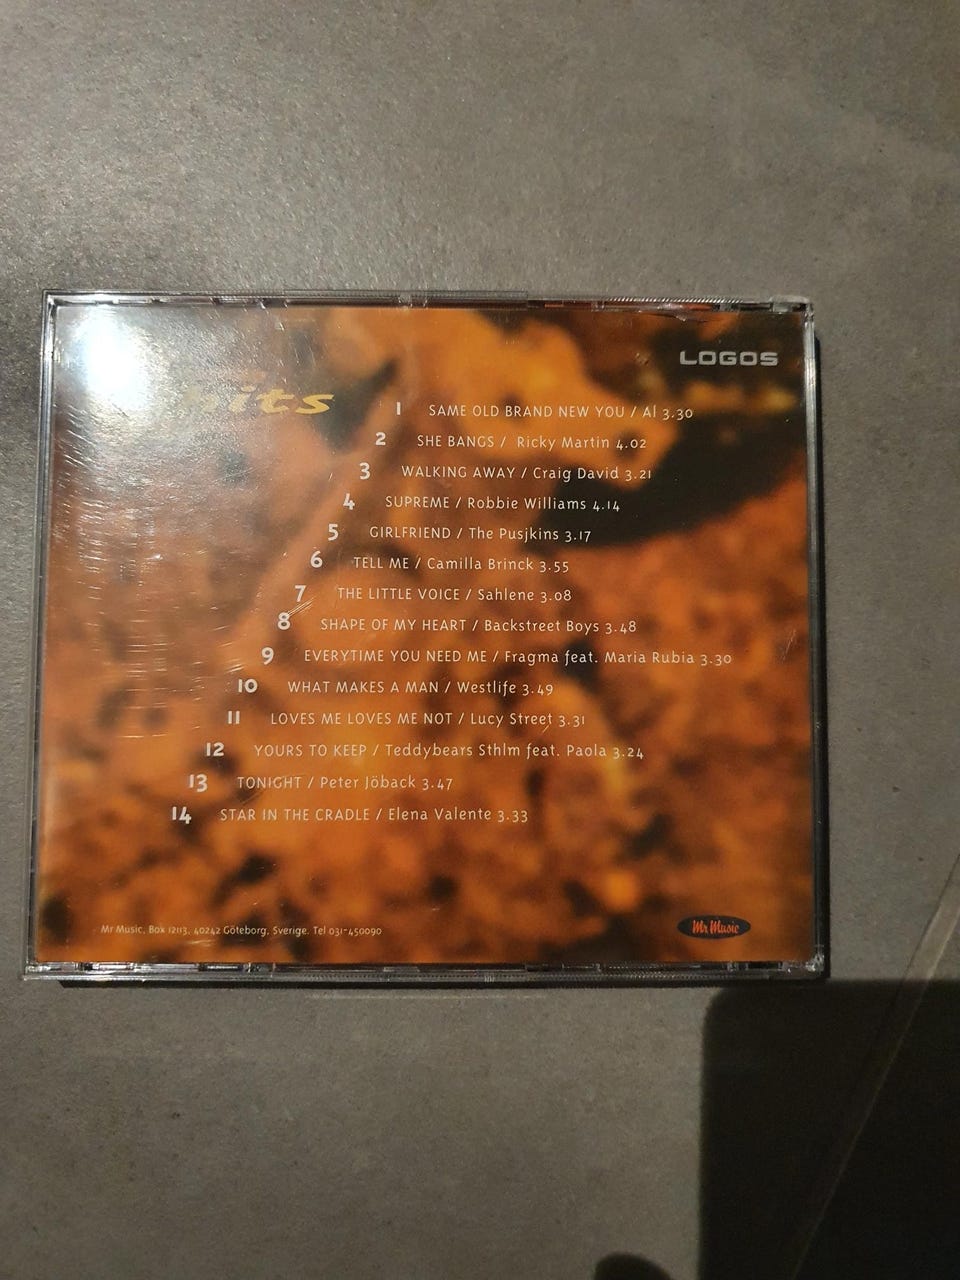 LOGOS
hits
1 SAME OLD BRAND NEW YOU / A1 3.30
2 SHE BANGS / Ricky Martin 4.02
3 WALKING AWAY / Craig David 3.21
4 SUPREME / Robbie Williams 4.14
5 GIRLFRIEND / The Pusjkins 3.17
6 TELL ME / Camilla Brinck 3.55
7 THE LITTLE VOICE / Sahlene 3.08
8 SHAPE OF MY HEART / Backstreet Boys 3.48
9 EVERYTIME YOU NEED ME / Fragma feat. Maria Rubia 3.30
10 WHAT MAKES A MAN / Westlife 3.49
11 LOVES ME LOVES ME NOT / Lucy Street 3.31
12 YOURS TO KEEP / Teddybears Sthlm feat. Paola 3.24
13 TONIGHT / Peter Jöback 3.47
14 STAR IN THE CRADLE / Elena Valente 3.33
Mr Music, Box 12113, 40242 Göteborg, Sverige. Tel 031-450090
Mr Music